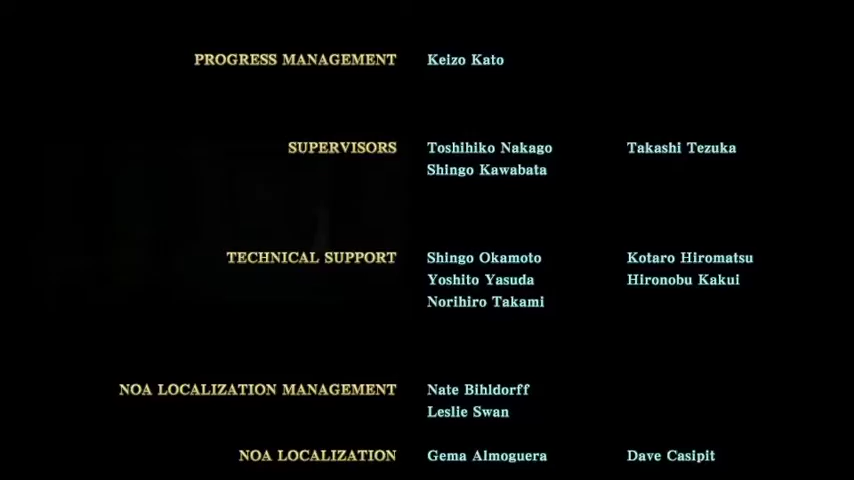 PROGRESS MANAGEMENT Keizo Kato
SUPERVISORS Toshihiko Nakago Takashi Tezuka
Shingo Kawabata
TECHNICAL SUPPORT Shingo Okamoto Kotaro Hiromatsu
Yoshito Yasuda Hironobu Kakui
Norihiro Takami
NOA LOCALIZATION MANAGEMENT Nate Bihldorff
Leslie Swan
NOA LOCALIZATION Gema Almoguera Dave Casipit